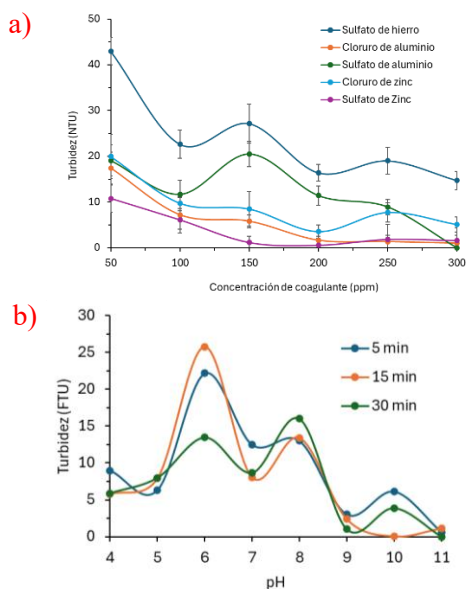 a)
Sulfato de hierro
Cloruro de aluminio
Sulfato de aluminio
Cloruro de zinc
Sulfato de Zinc
Turbidez (NTU)
50
40
30
20
10
0
50 100 150 200 250 300
Concentración de coagulante (ppm)
b)
5 min
15 min
30 min
Turbidez (FTU)
30
25
20
15
10
5
0
4 5 6 7 8 9 10 11
pH